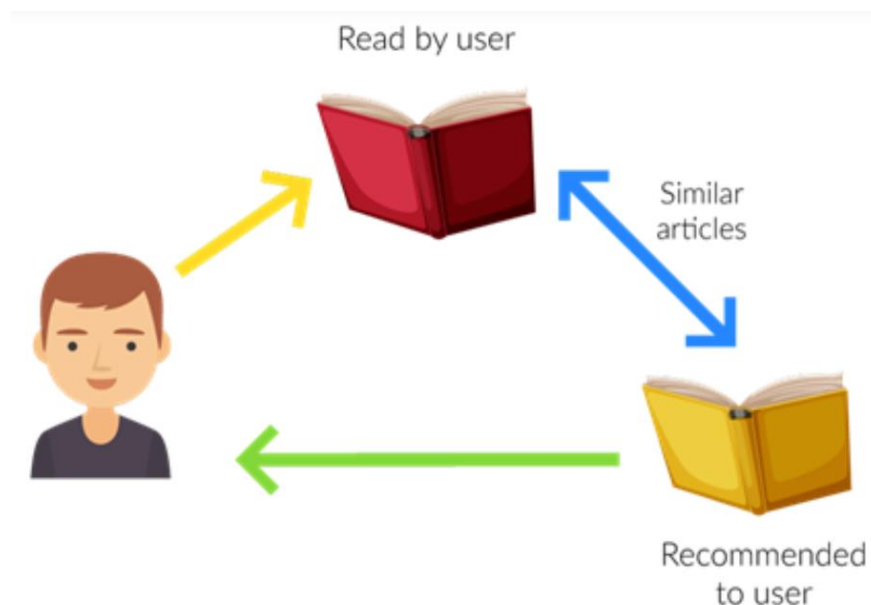 Read by user
Similar
articles
Recommended
to user